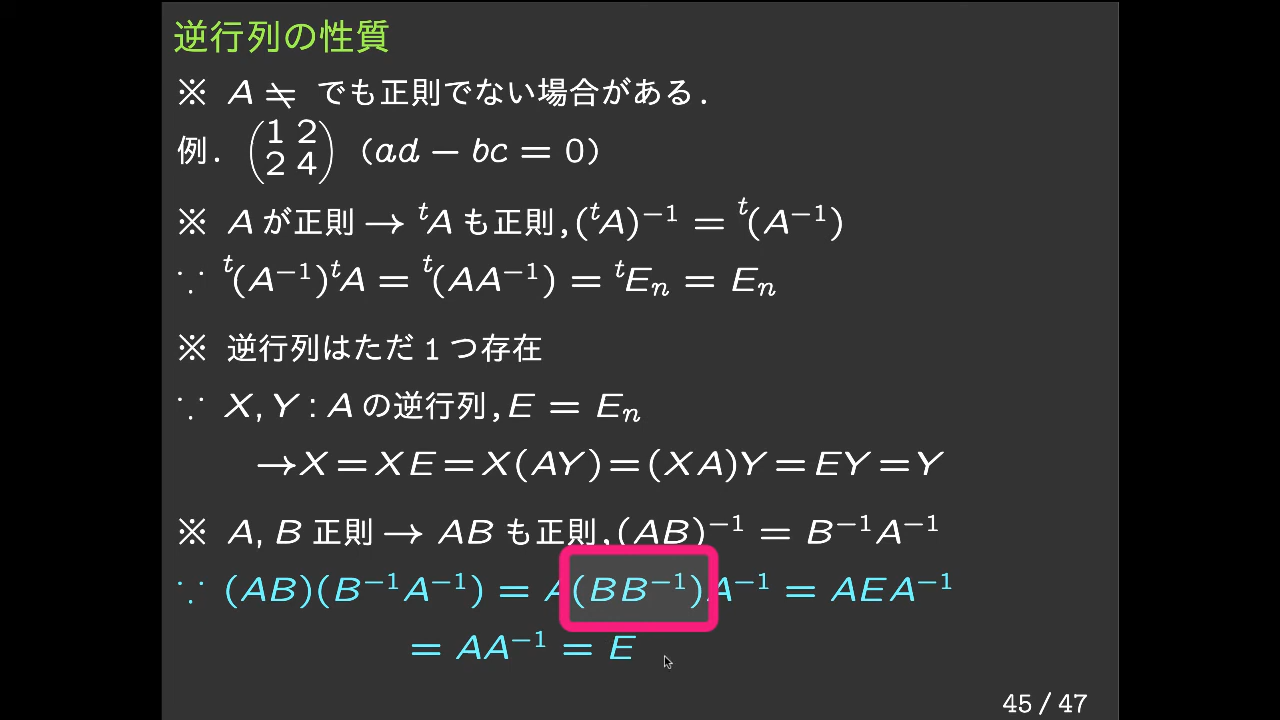 逆行列の性質
※ A ≒ でも正則でない場合がある.
例. (1 2 2 4) (ad − bc = 0)
※ A が正則 → ᵗA も正則, (ᵗA)⁻¹ = ᵗ(A⁻¹)
∵ ᵗ(A⁻¹)ᵗA = ᵗ(AA⁻¹) = ᵗEₙ = Eₙ
※ 逆行列はただ 1 つ存在
∵ X, Y : A の逆行列, E = Eₙ
→X = XE = X(AY) = (XA)Y = EY = Y
※ A, B 正則 → AB も正則, (AB)⁻¹ = B⁻¹A⁻¹
∵ (AB)(B⁻¹A⁻¹) = A(BB⁻¹)A⁻¹ = AEA⁻¹
= AA⁻¹ = E
45 / 47